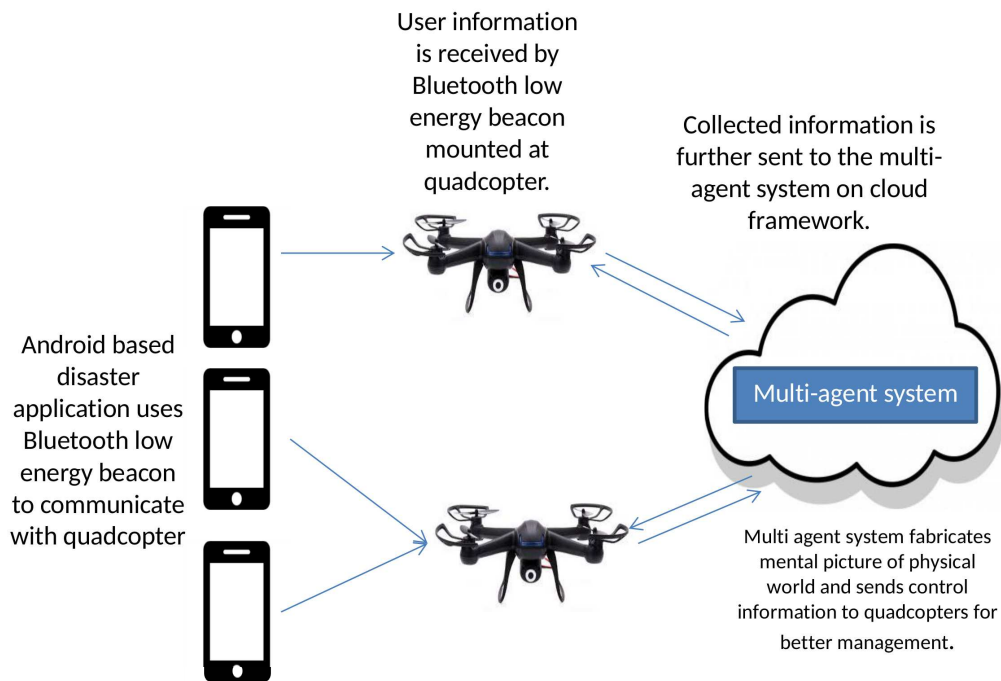 User information
is received by
Bluetooth low
energy beacon
mounted at
quadcopter.
Collected information is
further sent to the multi-
agent system on cloud
framework.
Android based
disaster
application uses
Bluetooth low
energy beacon
to communicate
with quadcopter
Multi-agent system
Multi agent system fabricates
mental picture of physical
world and sends control
information to quadcopters for
better management.